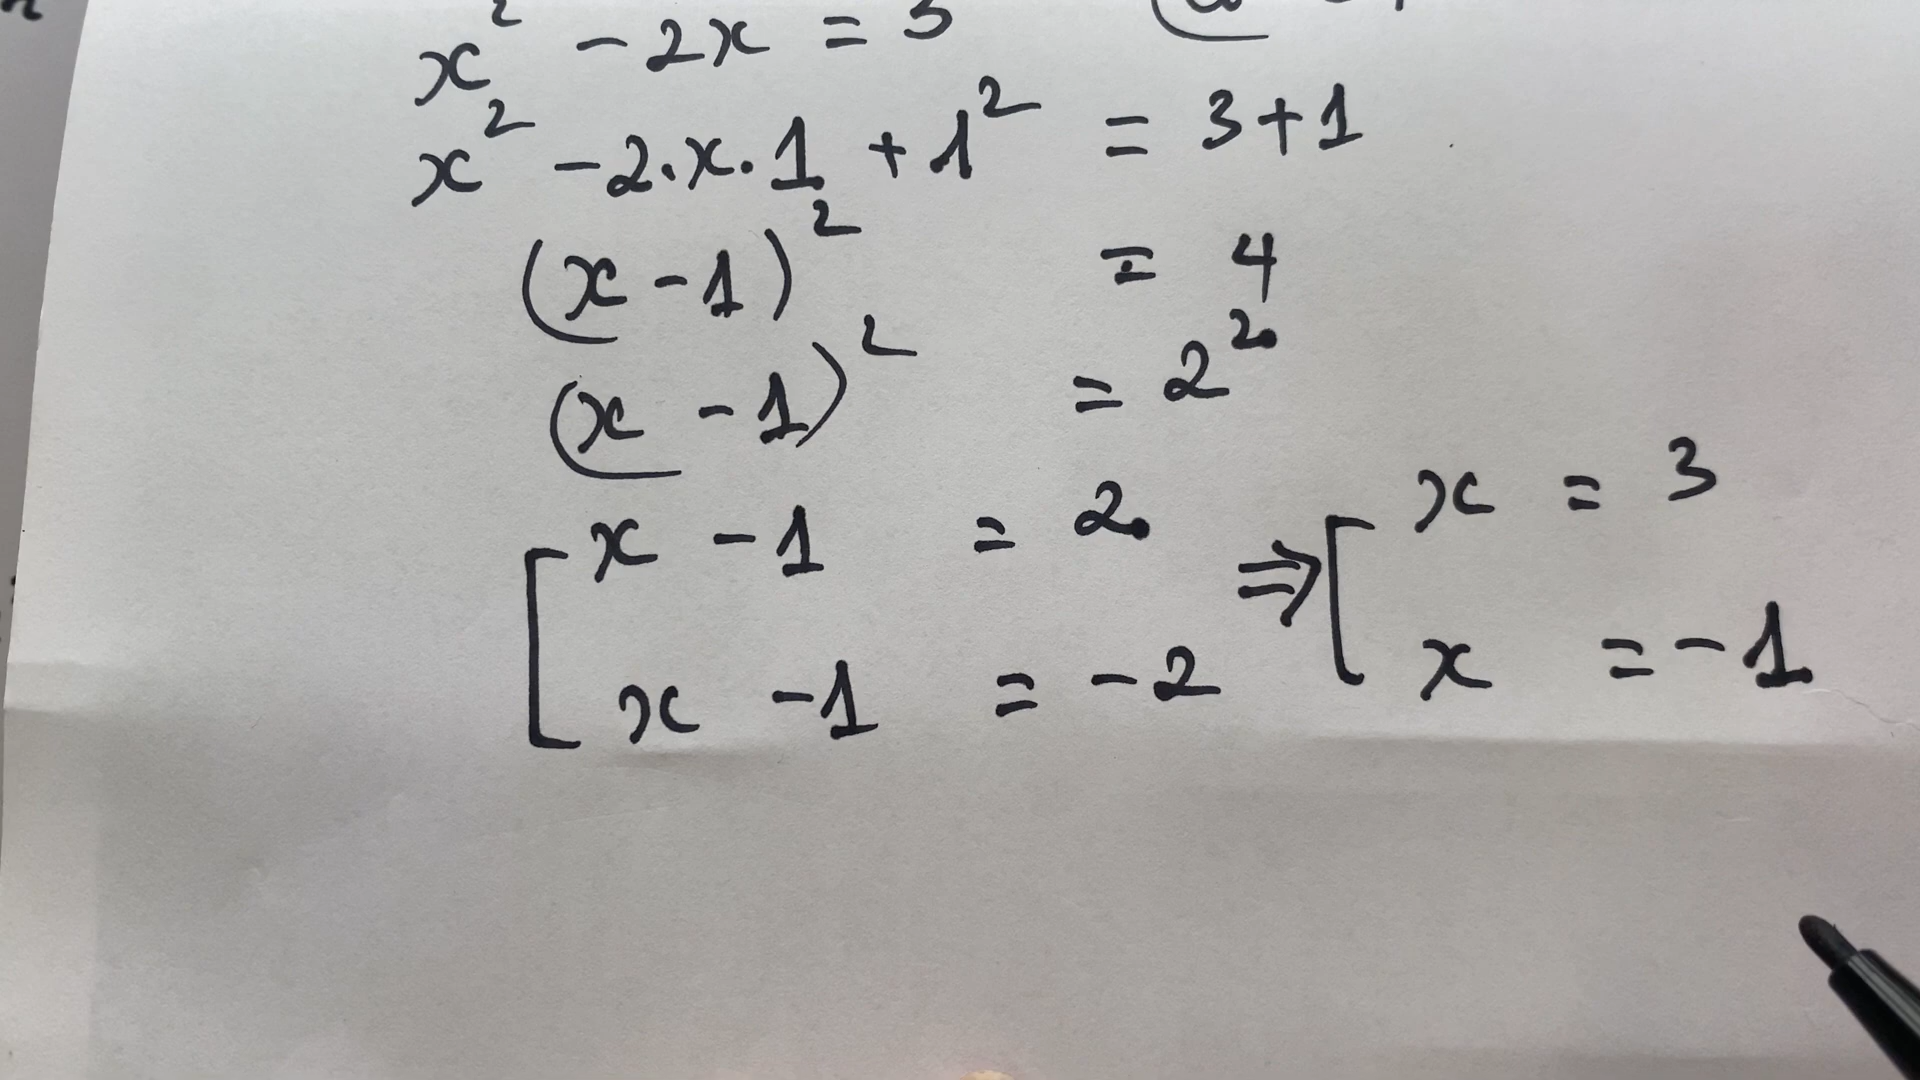 x² - 2x = 3
x² - 2·x·1 + 1² = 3+1
(x - 1)² = 4
(x - 1)² = 2²
[ x - 1 = 2 ⇒ [ x = 3
x - 1 = -2 x = -1